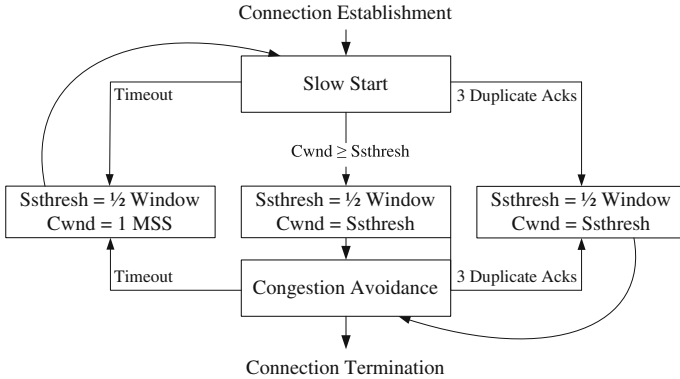 Connection Establishment
Slow Start
Timeout
3 Duplicate Acks
Cwnd ≥ Ssthresh
Ssthresh = ½ Window
Cwnd = 1 MSS
Ssthresh = ½ Window
Cwnd = Ssthresh
Ssthresh = ½ Window
Cwnd = Ssthresh
Timeout
Congestion Avoidance
3 Duplicate Acks
Connection Termination